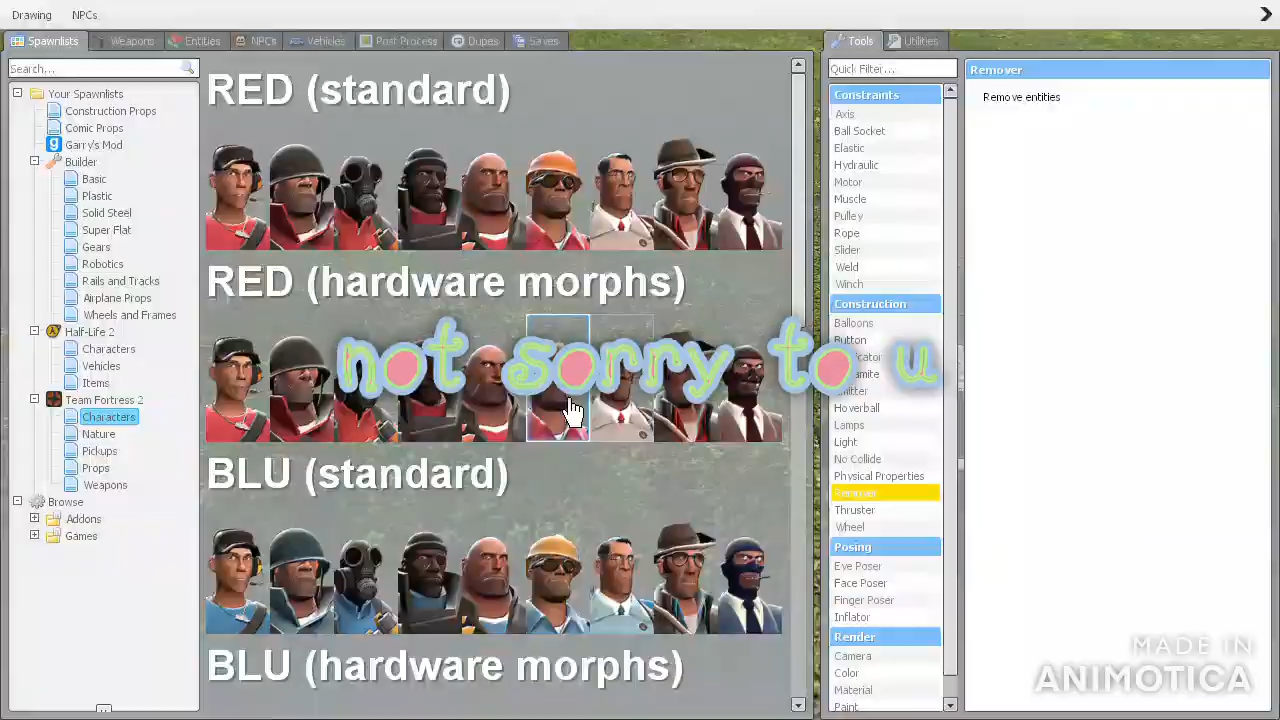 Drawing NPCs
Spawnlists Weapons Entities NPCs Vehicles Post Process Dupes Saves
Search...
Your Spawnlists
Construction Props
Comic Props
Garry's Mod
Builder
Basic
Plastic
Solid Steel
Super Flat
Gears
Robotics
Rails and Tracks
Airplane Props
Wheels and Frames
Half-Life 2
Characters
Vehicles
Items
Team Fortress 2
Characters
Nature
Pickups
Props
Weapons
Browse
Addons
Games
RED (standard)
RED (hardware morphs)
not sorry to u
BLU (standard)
BLU (hardware morphs)
Tools Utilities
Quick Filter...
Constraints
Axis
Ball Socket
Elastic
Hydraulic
Motor
Muscle
Pulley
Rope
Slider
Weld
Winch
Construction
Balloons
Button
Hoverball
Lamps
Light
No Collide
Physical Properties
Remover
Thruster
Wheel
Posing
Eye Poser
Face Poser
Finger Poser
Inflator
Render
Camera
Color
Material
Paint
Remover
Remove entities
MADE IN
ANIMOTICA